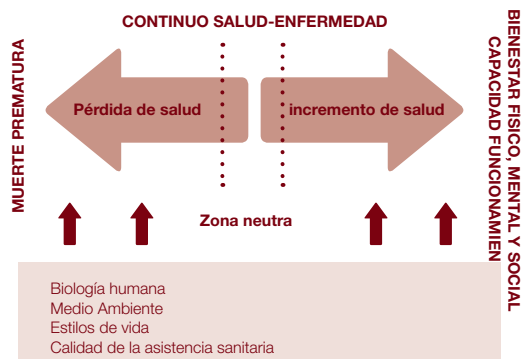 CONTINUO SALUD-ENFERMEDAD
MUERTE PREMATURA
Pérdida de salud
incremento de salud
BIENESTAR FISICO, MENTAL Y SOCIAL
CAPACIDAD FUNCIONAMIEN
Zona neutra
Biología humana
Medio Ambiente
Estilos de vida
Calidad de la asistencia sanitaria